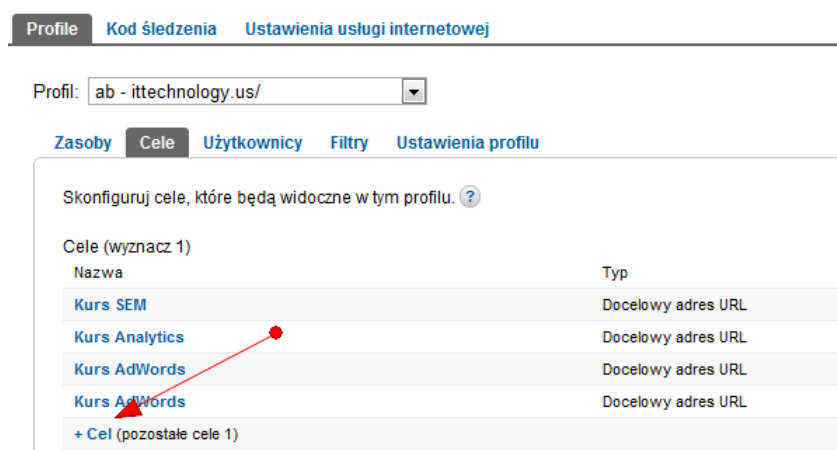 Profile Kod śledzenia Ustawienia usługi internetowej
Profil: ab - ittechnology.us/
Zasoby Cele Użytkownicy Filtry Ustawienia profilu
Skonfiguruj cele, które będą widoczne w tym profilu. ?
Cele (wyznacz 1)
Nazwa Typ
Kurs SEM Docelowy adres URL
Kurs Analytics Docelowy adres URL
Kurs AdWords Docelowy adres URL
Kurs AdWords Docelowy adres URL
+ Cel (pozostałe cele 1)